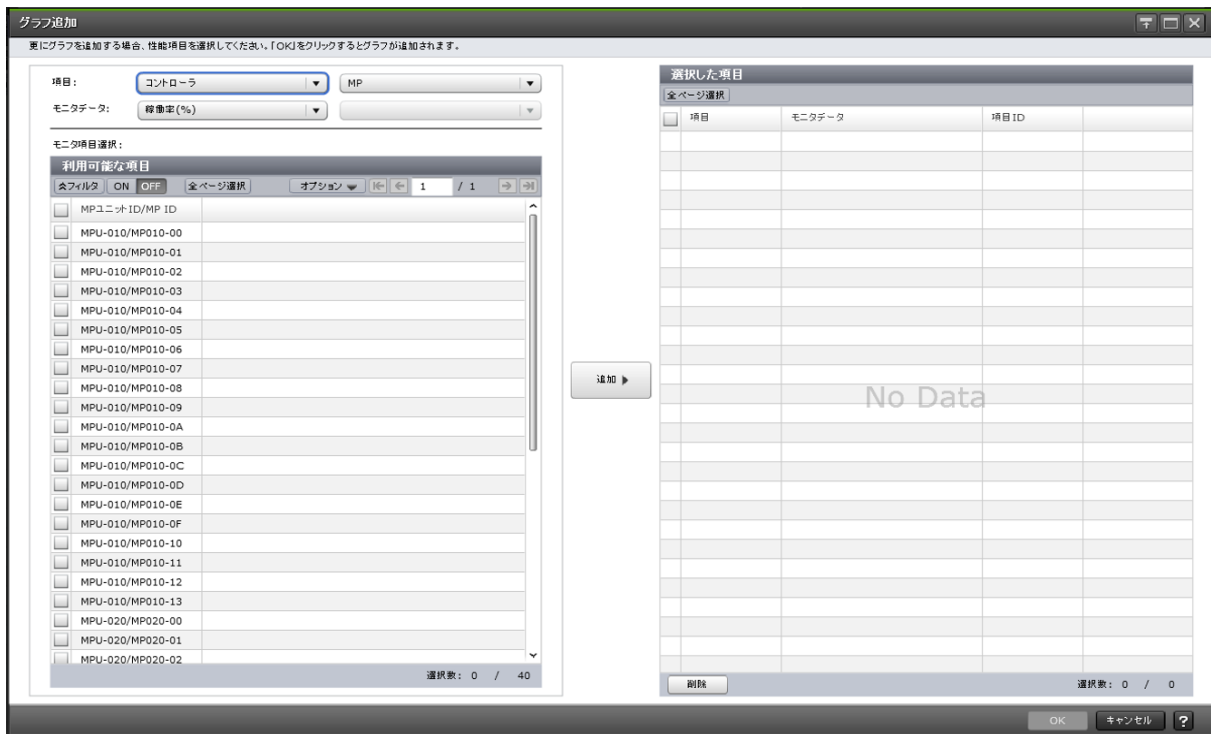 グラフ追加
更にグラフを追加する場合、性能項目を選択してください。「OK」をクリックするとグラフが追加されます。
項目: コントローラ MP
モニタデータ: 稼働率(%)
モニタ項目選択:
利用可能な項目
フィルタ ON OFF 全ページ選択 オプション 1 / 1
MPユニットID/MP ID
MPU-010/MP010-00
MPU-010/MP010-01
MPU-010/MP010-02
MPU-010/MP010-03
MPU-010/MP010-04
MPU-010/MP010-05
MPU-010/MP010-06
MPU-010/MP010-07
MPU-010/MP010-08
MPU-010/MP010-09
MPU-010/MP010-0A
MPU-010/MP010-0B
MPU-010/MP010-0C
MPU-010/MP010-0D
MPU-010/MP010-0E
MPU-010/MP010-0F
MPU-010/MP010-10
MPU-010/MP010-11
MPU-010/MP010-12
MPU-010/MP010-13
MPU-020/MP020-00
MPU-020/MP020-01
MPU-020/MP020-02
選択数: 0 / 40
追加
選択した項目
全ページ選択
項目 モニタデータ 項目ID
No Data
削除 選択数: 0 / 0
OK キャンセル ?